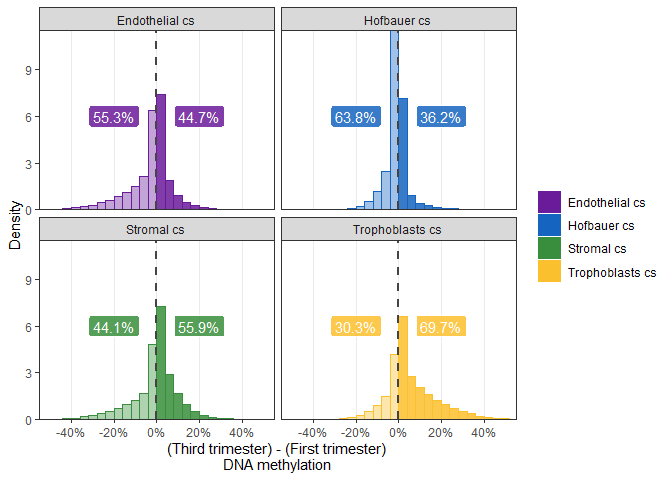 Endothelial cs
Hofbauer cs
9
6
3
0
55.3%
44.7%
63.8%
36.2%
Density
Stromal cs
Trophoblasts cs
9
6
3
0
44.1%
55.9%
30.3%
69.7%
-40%
-20%
0%
20%
40%
-40%
-20%
0%
20%
40%
(Third trimester) - (First trimester)
DNA methylation
Endothelial cs
Hofbauer cs
Stromal cs
Trophoblasts cs